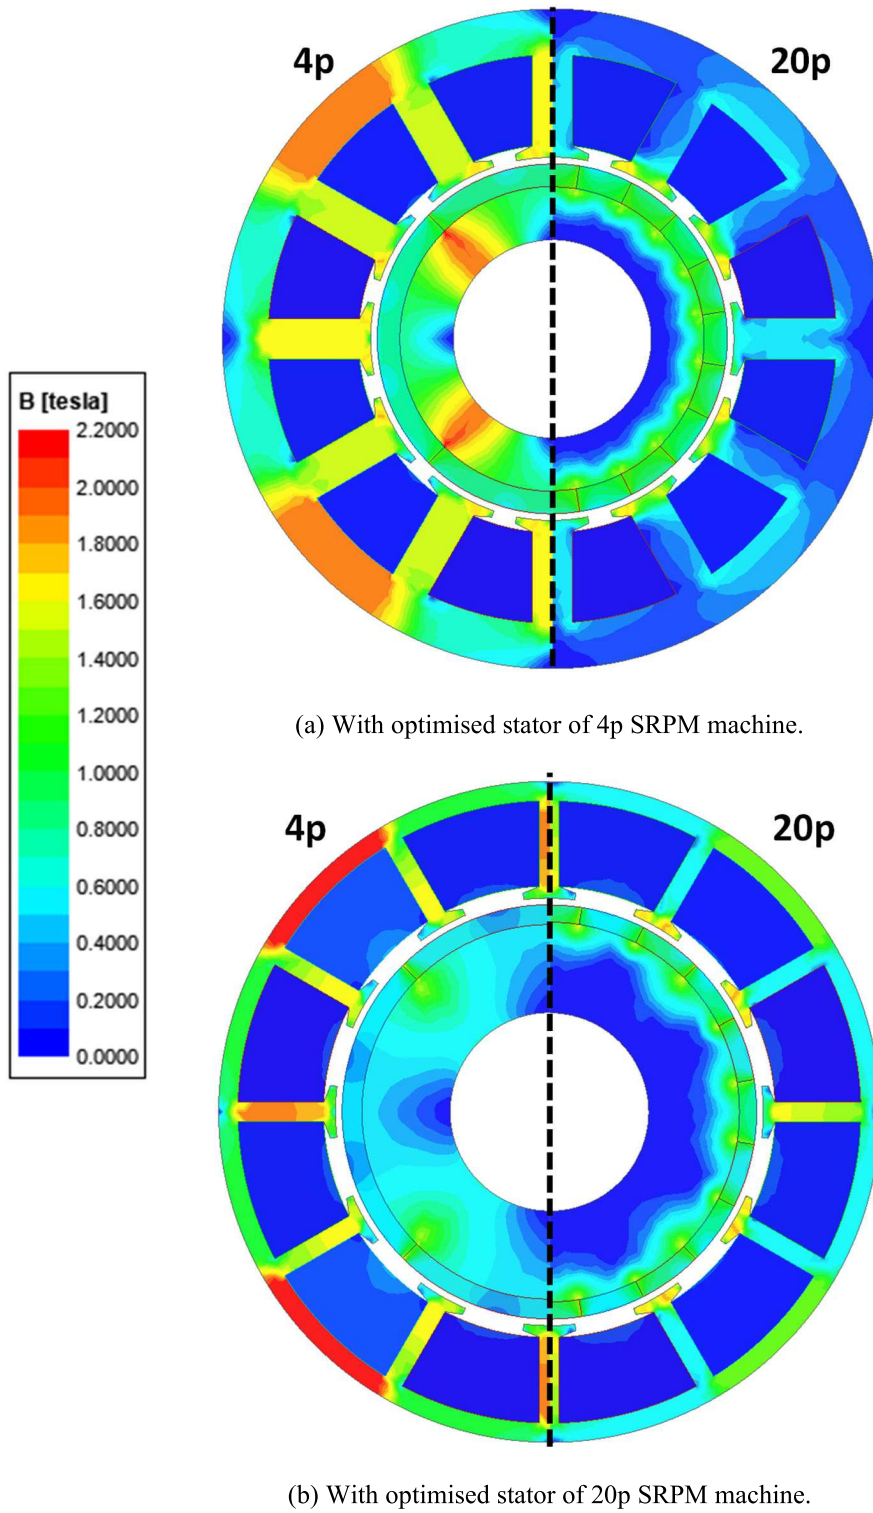 4p
20p
B [tesla]
2.2000
2.0000
1.8000
1.6000
1.4000
1.2000
1.0000
0.8000
0.6000
0.4000
0.2000
0.0000
(a) With optimised stator of 4p SRPM machine.
4p
20p
(b) With optimised stator of 20p SRPM machine.